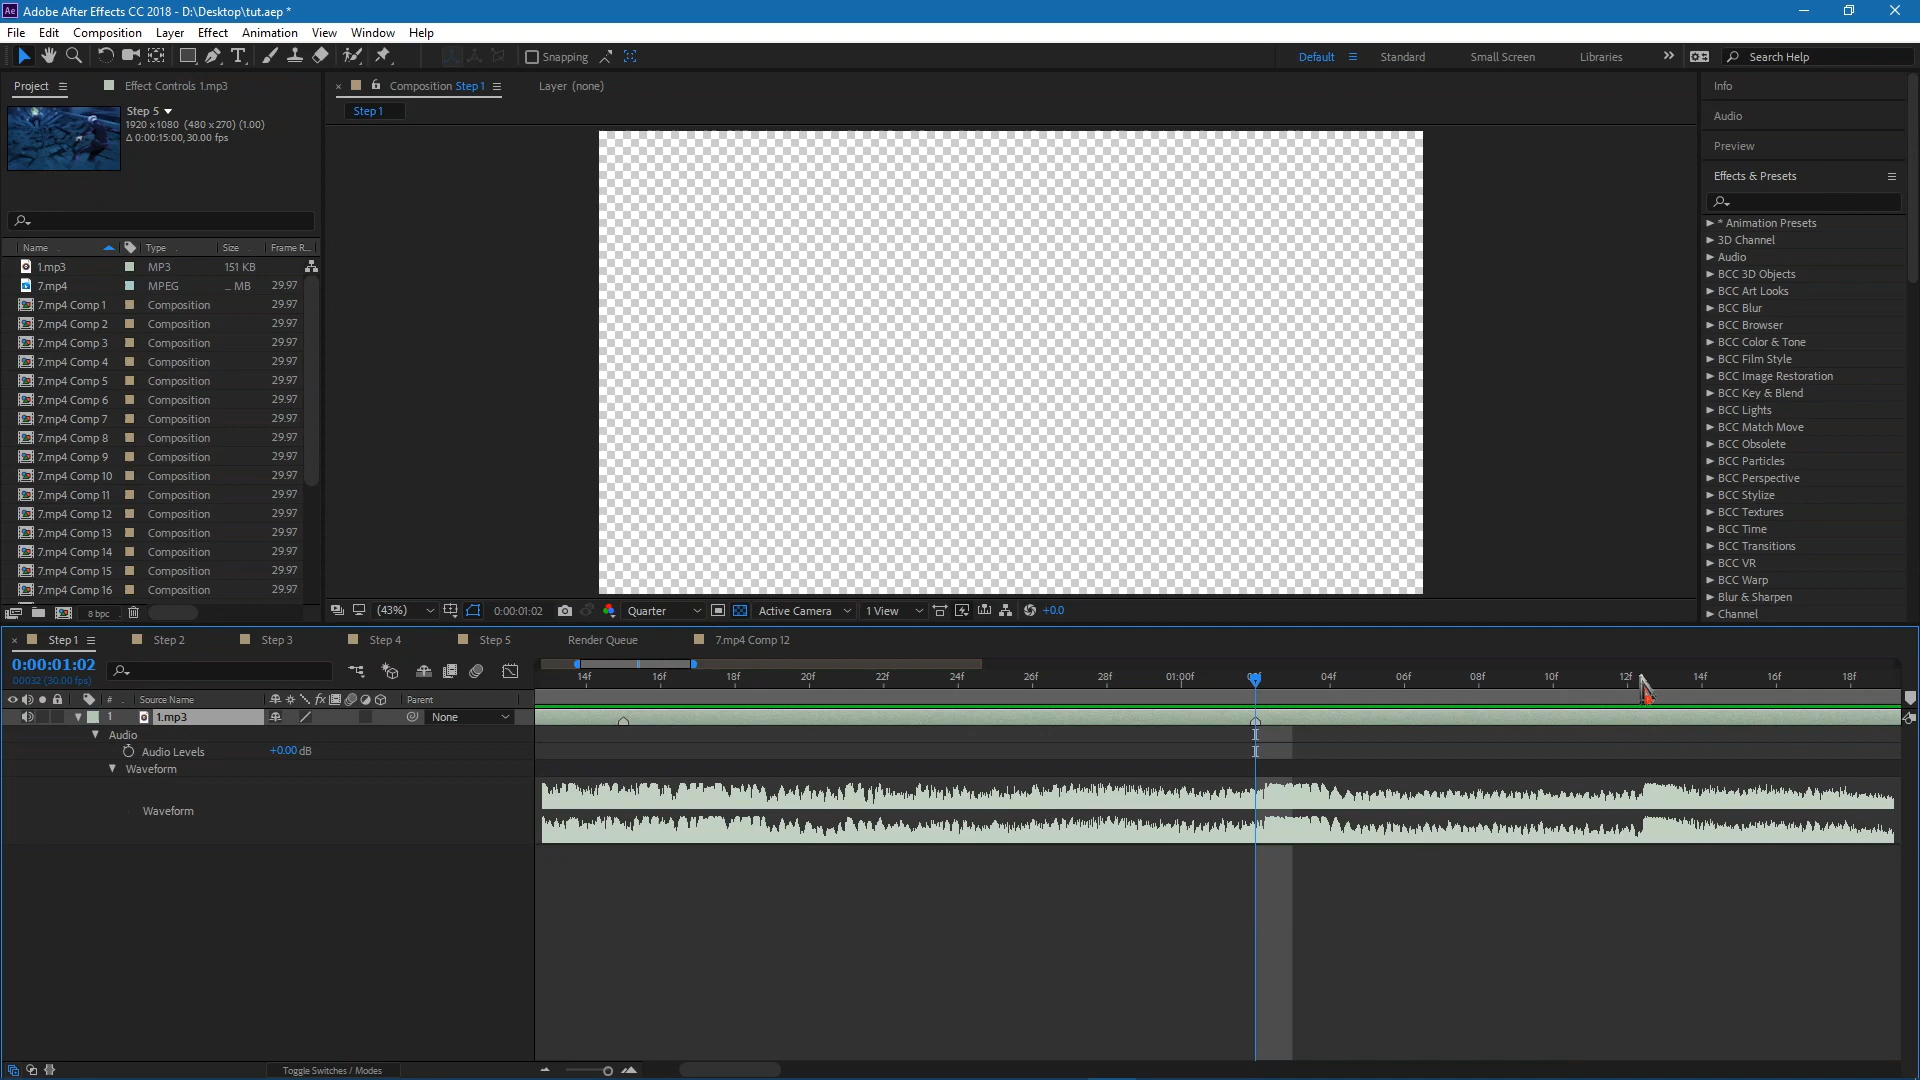 Adobe After Effects CC 2018 - D:\Desktop\tut.aep *
File Edit Composition Layer Effect Animation View Window Help
Snapping
Default Standard Small Screen Libraries Search Help
Project Effect Controls 1.mp3
Composition Step 1 Layer (none)
Step 1
Step 5
1920 x 1080 (480 x 270) (1.00)
Δ 0:00:15:00, 30.00 fps
Name Type Size Frame R...
1.mp3 MP3 151 KB
7.mp4 MPEG ... MB 29.97
7.mp4 Comp 1 Composition 29.97
7.mp4 Comp 2 Composition 29.97
7.mp4 Comp 3 Composition 29.97
7.mp4 Comp 4 Composition 29.97
7.mp4 Comp 5 Composition 29.97
7.mp4 Comp 6 Composition 29.97
7.mp4 Comp 7 Composition 29.97
7.mp4 Comp 8 Composition 29.97
7.mp4 Comp 9 Composition 29.97
7.mp4 Comp 10 Composition 29.97
7.mp4 Comp 11 Composition 29.97
7.mp4 Comp 12 Composition 29.97
7.mp4 Comp 13 Composition 29.97
7.mp4 Comp 14 Composition 29.97
7.mp4 Comp 15 Composition 29.97
7.mp4 Comp 16 Composition 29.97
8 bpc
(43%) 0:00:01:02 Quarter Active Camera 1 View +0.0
Info
Audio
Preview
Effects & Presets
* Animation Presets
3D Channel
Audio
BCC 3D Objects
BCC Art Looks
BCC Blur
BCC Browser
BCC Color & Tone
BCC Film Style
BCC Image Restoration
BCC Key & Blend
BCC Lights
BCC Match Move
BCC Obsolete
BCC Particles
BCC Perspective
BCC Stylize
BCC Textures
BCC Time
BCC Transitions
BCC VR
BCC Warp
Blur & Sharpen
Channel
Step 1 Step 2 Step 3 Step 4 Step 5 Render Queue 7.mp4 Comp 12
0:00:01:02
00032 (30.00 fps)
14f 16f 18f 20f 22f 24f 26f 28f 01:00f 04f 06f 08f 10f 12f 14f 16f 18f
# Source Name Parent
1 1.mp3 None
Audio
Audio Levels +0.00 dB
Waveform
Waveform
Toggle Switches / Modes